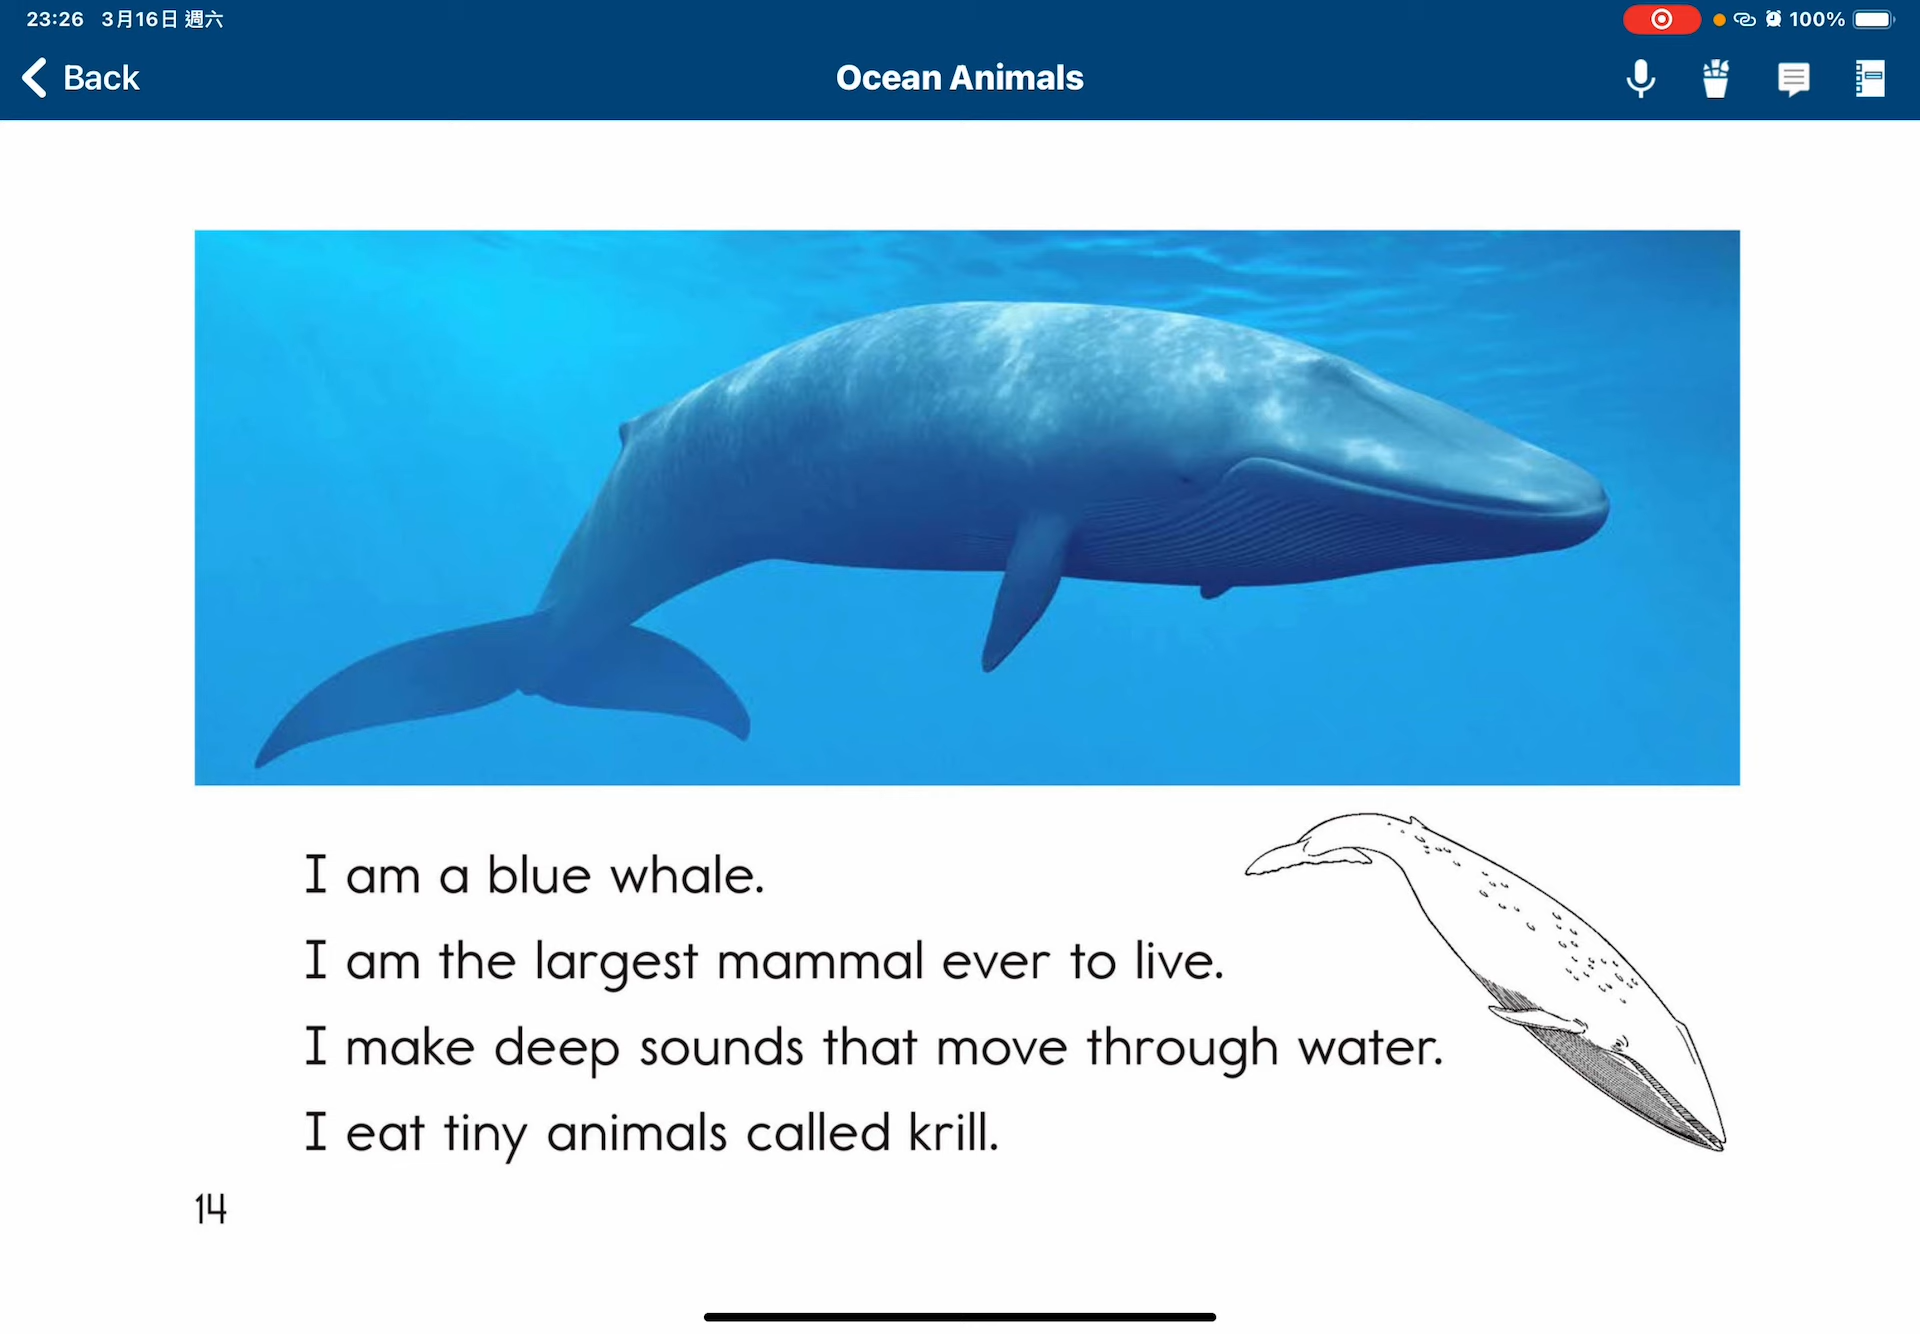 23:26 3月16日 週六
100%
Back
Ocean Animals
I am a blue whale.
I am the largest mammal ever to live.
I make deep sounds that move through water.
I eat tiny animals called krill.
14